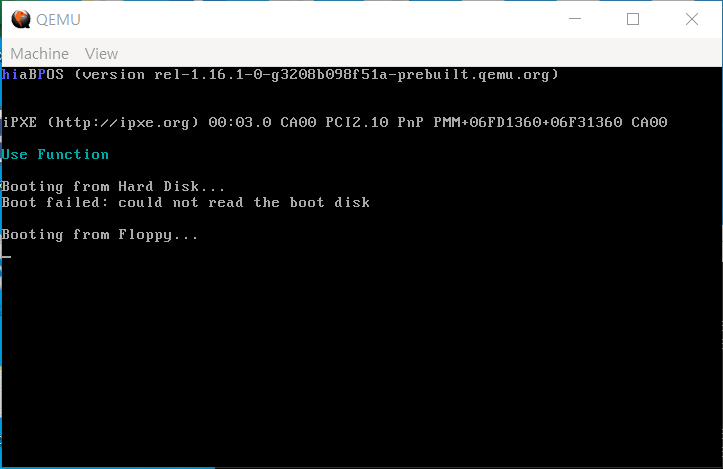 QEMU
Machine View
hiaBPOS (version rel-1.16.1-0-g3208b098f51a-prebuilt.qemu.org)
iPXE (http://ipxe.org) 00:03.0 CA00 PCI2.10 PnP PMM+06FD1360+06F31360 CA00
Use Function
Booting from Hard Disk...
Boot failed: could not read the boot disk
Booting from Floppy...